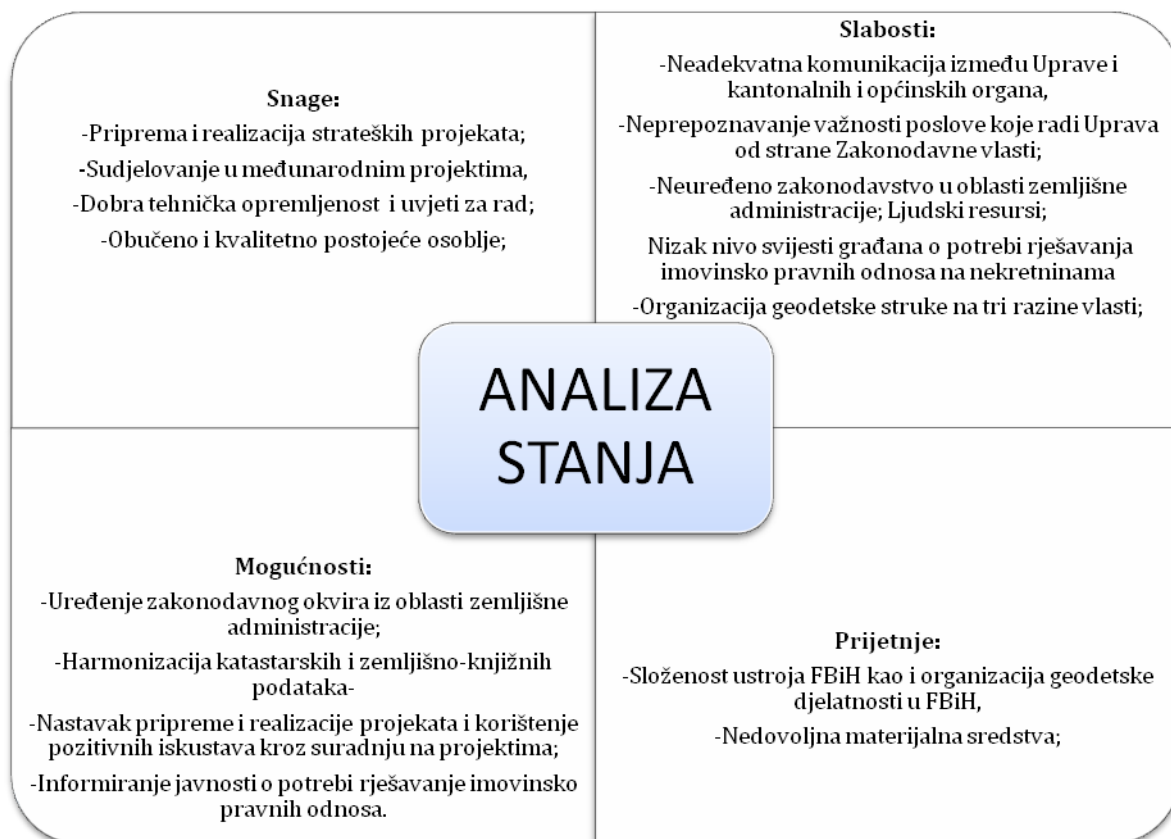 Snage:
-Priprema i realizacija strateških projekata;
-Sudjelovanje u međunarodnim projektima,
-Dobra tehnička opremljenost i uvjeti za rad;
-Obučeno i kvalitetno postojeće osoblje;
Slabosti:
-Neadekvatna komunikacija između Uprave i
kantonalnih i općinskih organa,
-Neprepoznavanje važnosti poslove koje radi Uprava
od strane Zakonodavne vlasti;
-Neuređeno zakonodavstvo u oblasti zemljišne
administracije; Ljudski resursi;
Nizak nivo svijesti građana o potrebi rješavanja
imovinsko pravnih odnosa na nekretninama
-Organizacija geodetske struke na tri razine vlasti;
ANALIZA
STANJA
Mogućnosti:
-Uređenje zakonodavnog okvira iz oblasti zemljišne
administracije;
-Harmonizacija katastarskih i zemljišno-knjižnih
podataka-
-Nastavak pripreme i realizacije projekata i korištenje
pozitivnih iskustava kroz suradnju na projektima;
-Informiranje javnosti o potrebi rješavanje imovinsko
pravnih odnosa.
Prijetnje:
-Složenost ustroja FBiH kao i organizacija geodetske
djelatnosti u FBiH,
-Nedovoljna materijalna sredstva;